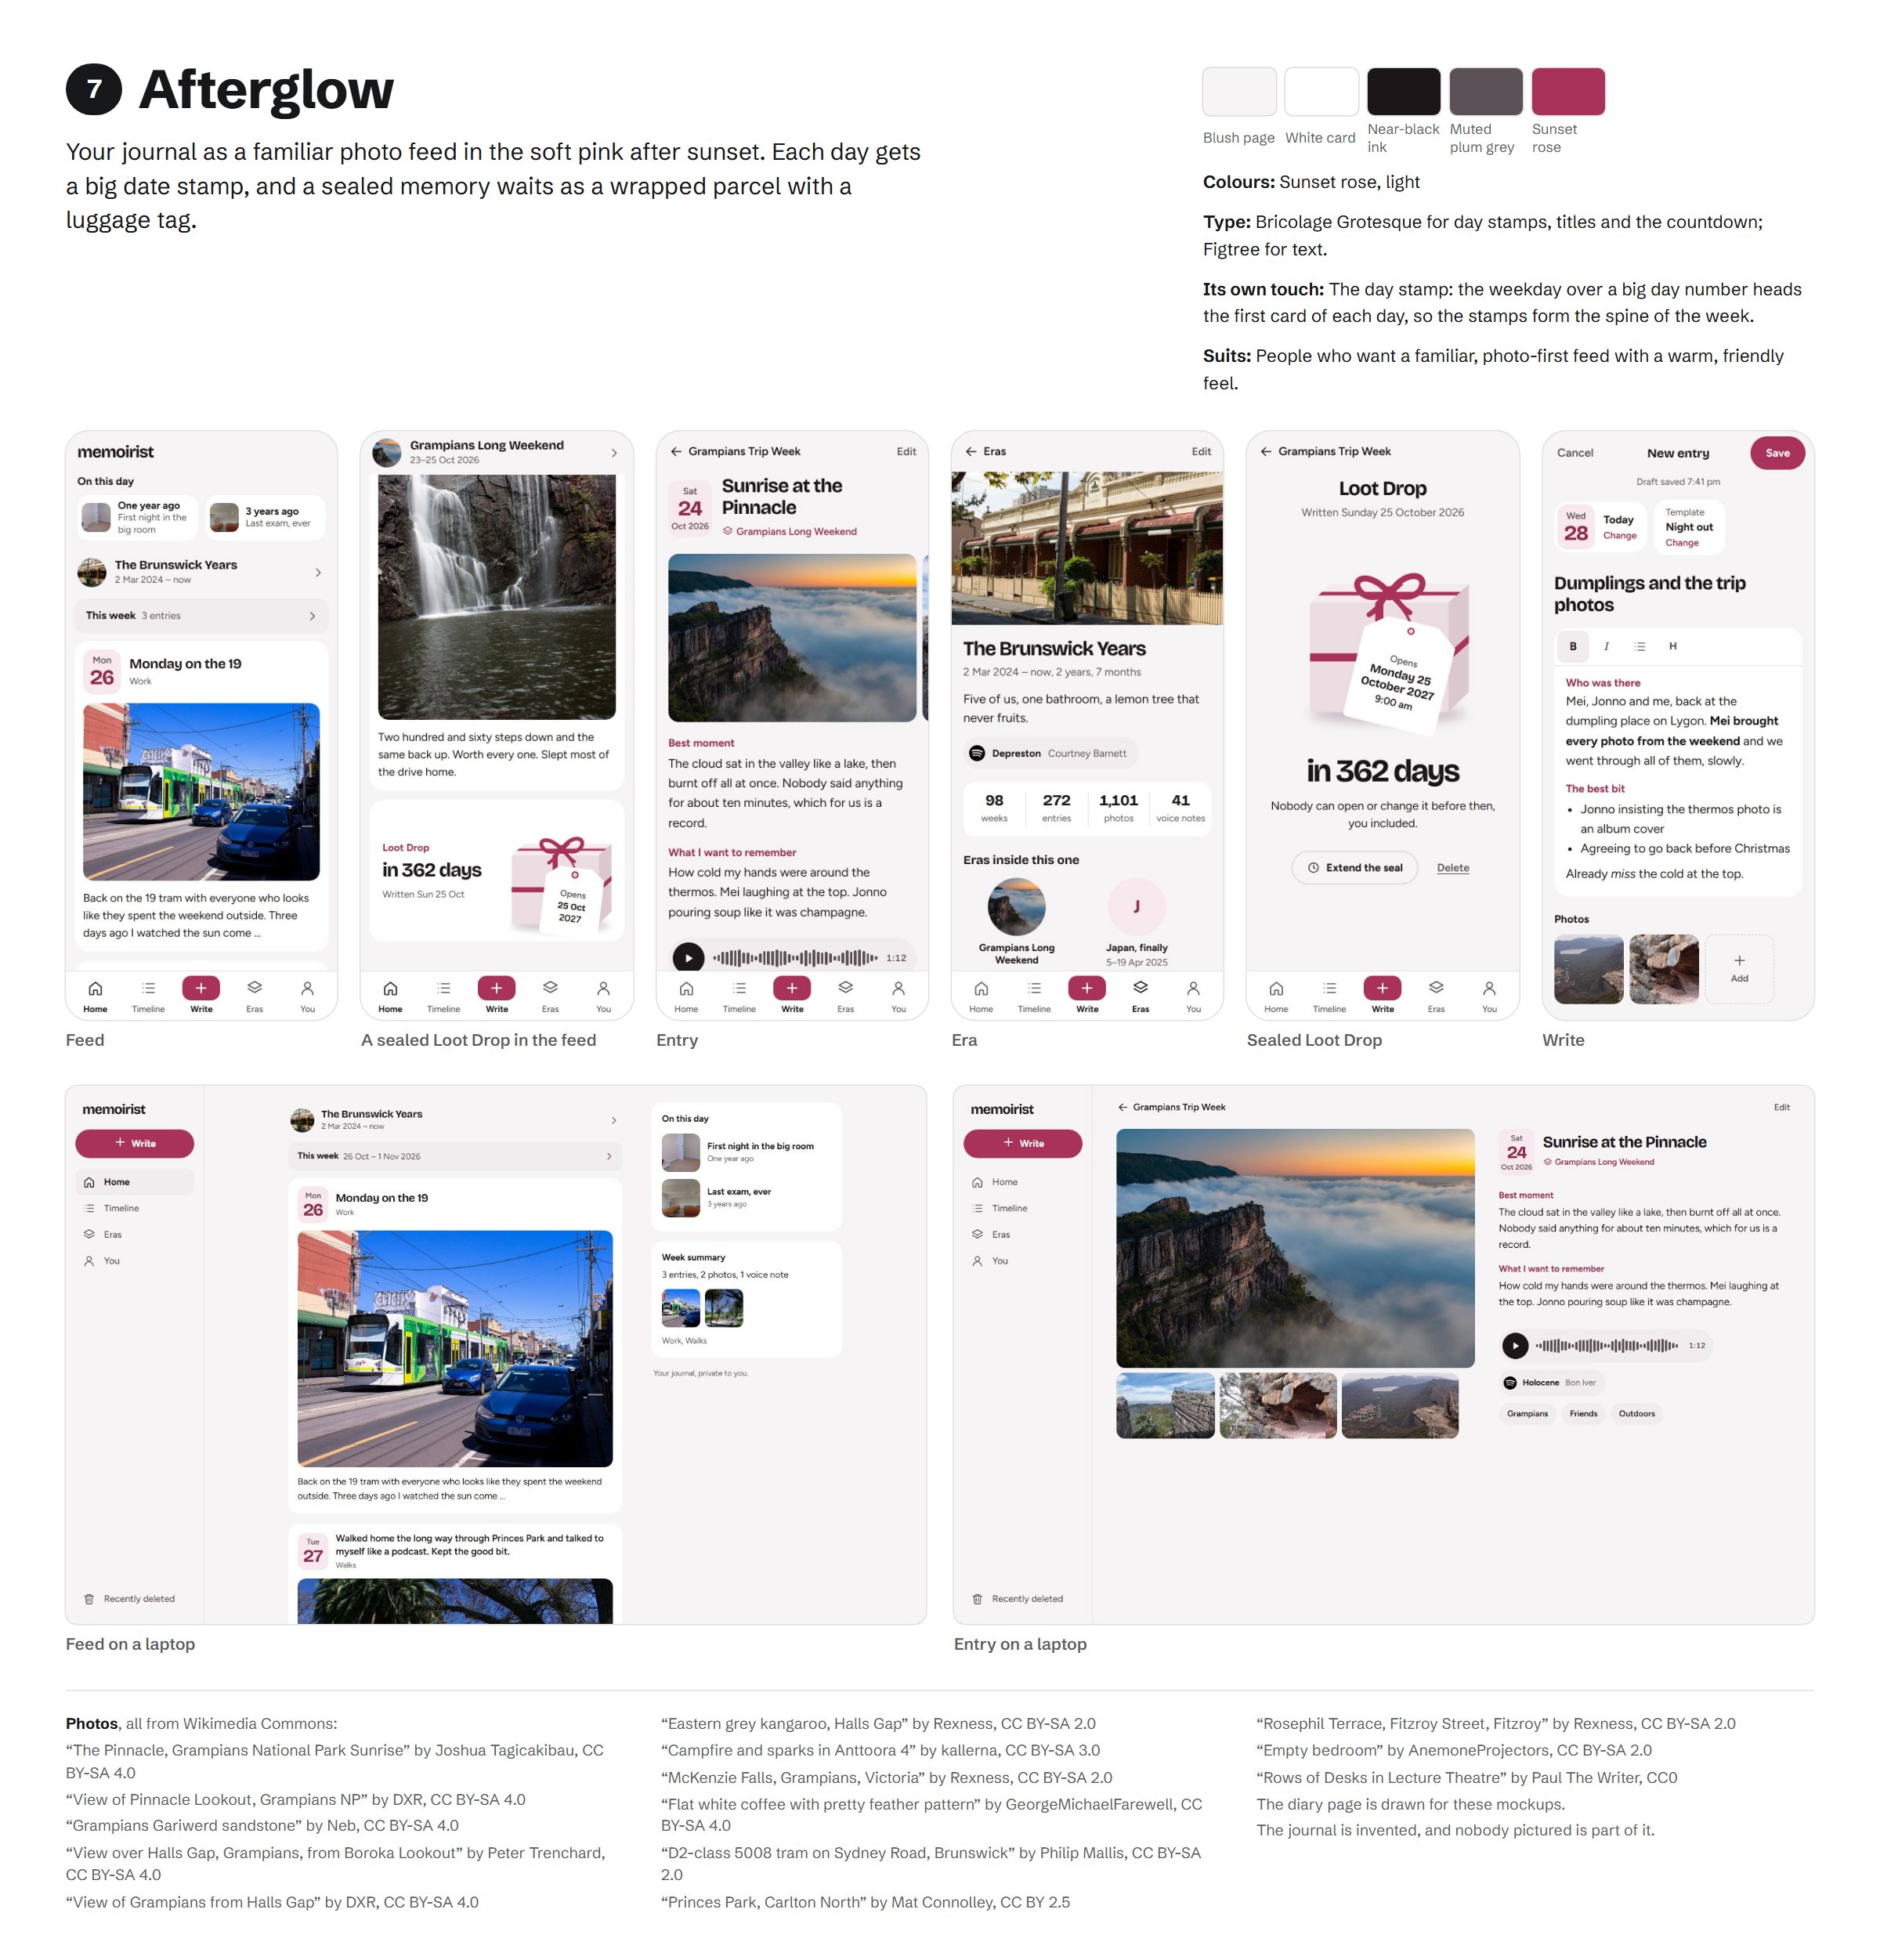 7 Afterglow
Your journal as a familiar photo feed in the soft pink after sunset. Each day gets
a big date stamp, and a sealed memory waits as a wrapped parcel with a
luggage tag.
Blush page
White card
Near-black
ink
Muted
plum grey
Sunset
rose
Colours: Sunset rose, light
Type: Bricolage Grotesque for day stamps, titles and the countdown;
Figtree for text.
Its own touch: The day stamp: the weekday over a big day number heads
the first card of each day, so the stamps form the spine of the week.
Suits: People who want a familiar, photo-first feed with a warm, friendly
feel.
memoirist
On this day
One year ago
First night in the
big room
3 years ago
Last exam, ever
The Brunswick Years
2 Mar 2024 – now
This week 3 entries
Mon
26
Monday on the 19
Work
Back on the 19 tram with everyone who looks
like they spent the weekend outside. Three
days ago I watched the sun come ...
Home
Timeline
Write
Eras
You
Feed
Grampians Long Weekend
23–25 Oct 2026
Two hundred and sixty steps down and the
same back up. Worth every one. Slept most of
the drive home.
Loot Drop
in 362 days
Written Sun 25 Oct
Opens
25 Oct
2027
Home
Timeline
Write
Eras
You
A sealed Loot Drop in the feed
Grampians Trip Week
Edit
Sat
24
Oct 2026
Sunrise at the
Pinnacle
Grampians Long Weekend
Best moment
The cloud sat in the valley like a lake, then
burnt off all at once. Nobody said anything
for about ten minutes, which for us is a
record.
What I want to remember
How cold my hands were around the
thermos. Mei laughing at the top. Jonno
pouring soup like it was champagne.
1:12
Home
Timeline
Write
Eras
You
Entry
Eras
Edit
The Brunswick Years
2 Mar 2024 – now, 2 years, 7 months
Five of us, one bathroom, a lemon tree that
never fruits.
Depreston Courtney Barnett
98
weeks
272
entries
1,101
photos
41
voice notes
Eras inside this one
Grampians Long
Weekend
J
Japan, finally
5–19 Apr 2025
Home
Timeline
Write
Eras
You
Era
Grampians Trip Week
Loot Drop
Written Sunday 25 October 2026
Opens
Monday 25
October 2027
9:00 am
in 362 days
Nobody can open or change it before then,
you included.
Extend the seal
Delete
Home
Timeline
Write
Eras
You
Sealed Loot Drop
Cancel
New entry
Save
Draft saved 7:41 pm
Wed
28
Today
Change
Template
Night out
Change
Dumplings and the trip
photos
B I H
Who was there
Mei, Jonno and me, back at the
dumpling place on Lygon. Mei brought
every photo from the weekend and we
went through all of them, slowly.
The best bit
• Jonno insisting the thermos photo is
an album cover
• Agreeing to go back before Christmas
Already miss the cold at the top.
Photos
Add
Write
memoirist
Write
Home
Timeline
Eras
You
Recently deleted
The Brunswick Years
2 Mar 2024 – now
This week 26 Oct – 1 Nov 2026
Mon
26
Monday on the 19
Work
Back on the 19 tram with everyone who looks like they spent the weekend
outside. Three days ago I watched the sun come ...
Tue
27
Walked home the long way through Princes Park and talked to
myself like a podcast. Kept the good bit.
Walks
On this day
First night in the big room
One year ago
Last exam, ever
3 years ago
Week summary
3 entries, 2 photos, 1 voice note
Work, Walks
Your journal, private to you.
Feed on a laptop
memoirist
Write
Home
Timeline
Eras
You
Recently deleted
Grampians Trip Week
Edit
Sat
24
Oct 2026
Sunrise at the Pinnacle
Grampians Long Weekend
Best moment
The cloud sat in the valley like a lake, then burnt off all at once.
Nobody said anything for about ten minutes, which for us is a
record.
What I want to remember
How cold my hands were around the thermos. Mei laughing at
the top. Jonno pouring soup like it was champagne.
1:12
Holocene Bon Iver
Grampians
Friends
Outdoors
Entry on a laptop
Photos, all from Wikimedia Commons:
“The Pinnacle, Grampians National Park Sunrise” by Joshua Tagicakibau, CC
BY-SA 4.0
“View of Pinnacle Lookout, Grampians NP” by DXR, CC BY-SA 4.0
“Grampians Gariwerd sandstone” by Neb, CC BY-SA 4.0
“View over Halls Gap, Grampians, from Boroka Lookout” by Peter Trenchard,
CC BY-SA 4.0
“View of Grampians from Halls Gap” by DXR, CC BY-SA 4.0
“Eastern grey kangaroo, Halls Gap” by Rexness, CC BY-SA 2.0
“Campfire and sparks in Anttoora 4” by kallerna, CC BY-SA 3.0
“McKenzie Falls, Grampians, Victoria” by Rexness, CC BY-SA 2.0
“Flat white coffee with pretty feather pattern” by GeorgeMichaelFarewell, CC
BY-SA 4.0
“D2-class 5008 tram on Sydney Road, Brunswick” by Philip Mallis, CC BY-SA
2.0
“Princes Park, Carlton North” by Mat Connolley, CC BY 2.5
“Rosephil Terrace, Fitzroy Street, Fitzroy” by Rexness, CC BY-SA 2.0
“Empty bedroom” by AnemoneProjectors, CC BY-SA 2.0
“Rows of Desks in Lecture Theatre” by Paul The Writer, CC0
The diary page is drawn for these mockups.
The journal is invented, and nobody pictured is part of it.